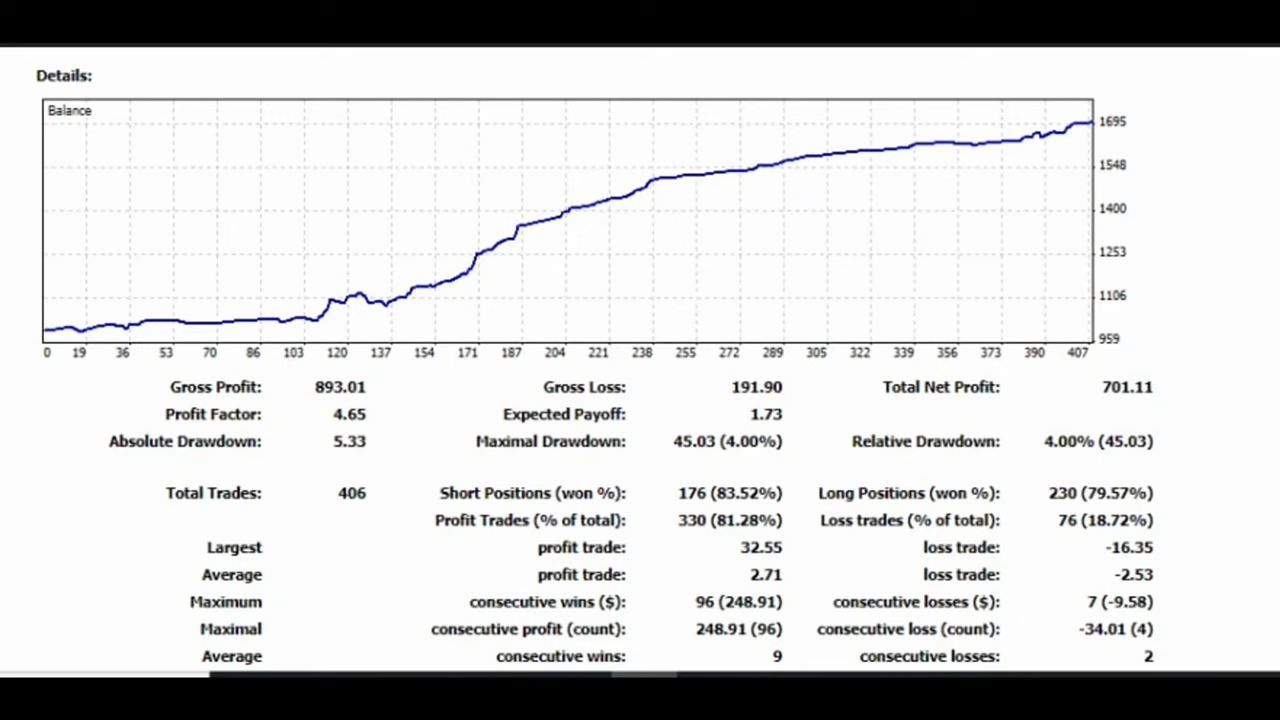 Details:
Balance
1695
1548
1400
1253
1106
959
0 19 36 53 70 86 103 120 137 154 171 187 204 221 238 255 272 289 305 322 339 356 373 390 407
Gross Profit: 893.01 Gross Loss: 191.90 Total Net Profit: 701.11
Profit Factor: 4.65 Expected Payoff: 1.73
Absolute Drawdown: 5.33 Maximal Drawdown: 45.03 (4.00%) Relative Drawdown: 4.00% (45.03)
Total Trades: 406 Short Positions (won %): 176 (83.52%) Long Positions (won %): 230 (79.57%)
Profit Trades (% of total): 330 (81.28%) Loss trades (% of total): 76 (18.72%)
Largest profit trade: 32.55 loss trade: -16.35
Average profit trade: 2.71 loss trade: -2.53
Maximum consecutive wins ($): 96 (248.91) consecutive losses ($): 7 (-9.58)
Maximal consecutive profit (count): 248.91 (96) consecutive loss (count): -34.01 (4)
Average consecutive wins: 9 consecutive losses: 2